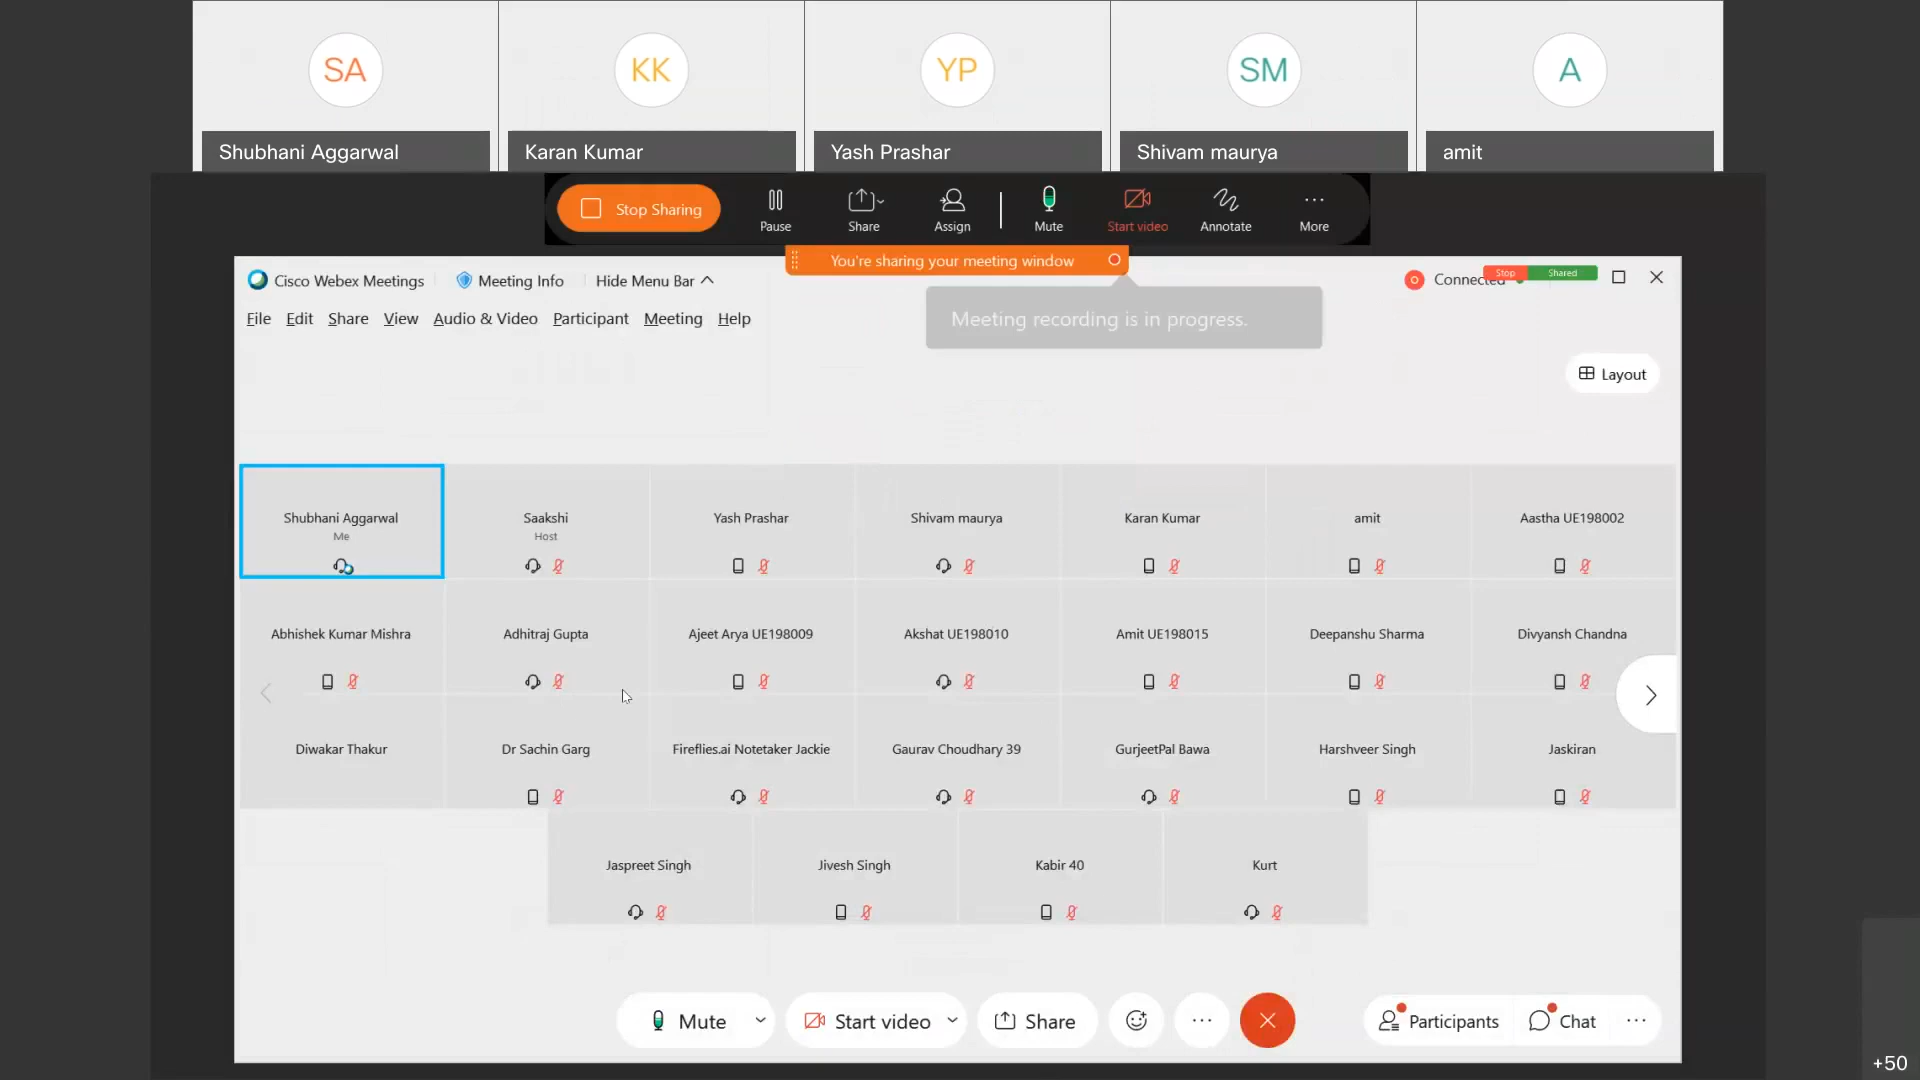 SA
KK
YP
SM
A
Shubhani Aggarwal
Karan Kumar
Yash Prashar
Shivam maurya
amit
Stop Sharing
Pause
Share
Assign
Mute
Start video
Annotate
More
You're sharing your meeting window
Cisco Webex Meetings
Meeting Info
Hide Menu Bar
Connected
Stop
Shared
File Edit Share View Audio & Video Participant Meeting Help
Meeting recording is in progress.
Layout
Shubhani Aggarwal
Me
Saakshi
Host
Yash Prashar
Shivam maurya
Karan Kumar
amit
Aastha UE198002
Abhishek Kumar Mishra
Adhitraj Gupta
Ajeet Arya UE198009
Akshat UE198010
Amit UE198015
Deepanshu Sharma
Divyansh Chandna
Diwakar Thakur
Dr Sachin Garg
Fireflies.ai Notetaker Jackie
Gaurav Choudhary 39
GurjeetPal Bawa
Harshveer Singh
Jaskiran
Jaspreet Singh
Jivesh Singh
Kabir 40
Kurt
Mute
Start video
Share
Participants
Chat
+50